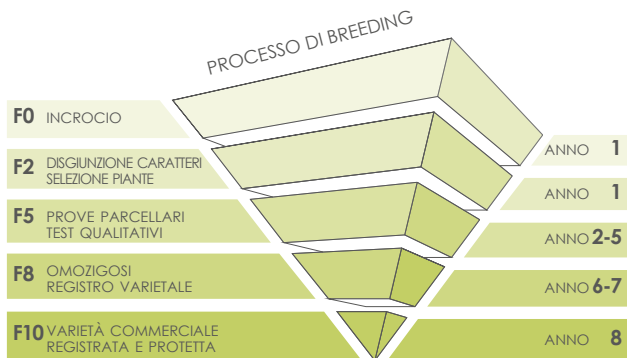 PROCESSO DI BREEDING
F0 INCROCIO
ANNO 1
F2 DISGIUNZIONE CARATTERI
SELEZIONE PIANTE
ANNO 1
F5 PROVE PARCELLARI
TEST QUALITATIVI
ANNO 2-5
F8 OMOZIGOSI
REGISTRO VARIETALE
ANNO 6-7
F10 VARIETÀ COMMERCIALE
REGISTRATA E PROTETTA
ANNO 8